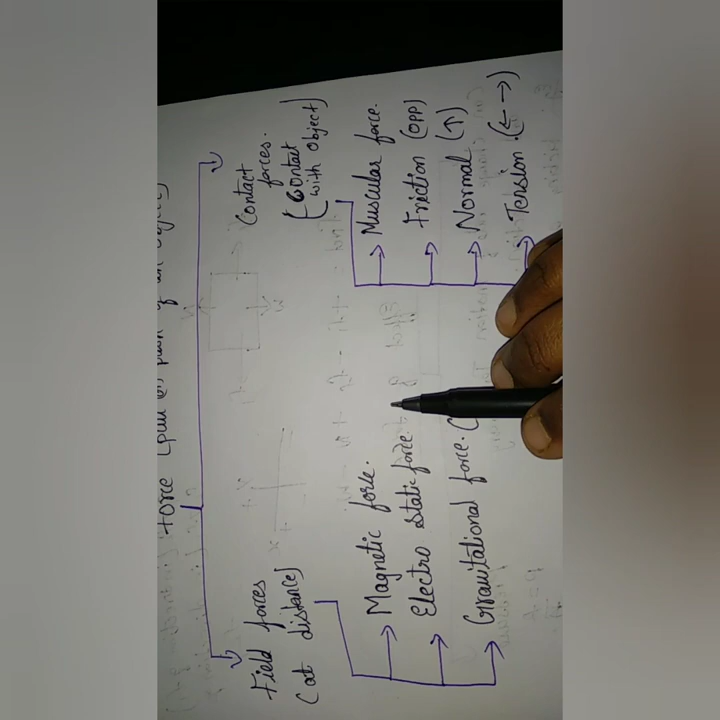 Force (pull (or) push of an object)
Field forces
(at distance)
Magnetic force.
Electro static force.
Gravitational force. (
Contact
forces.
(Contact
with object)
Muscular force.
Friction (opp)
Normal (↑)
Tension. (← →)